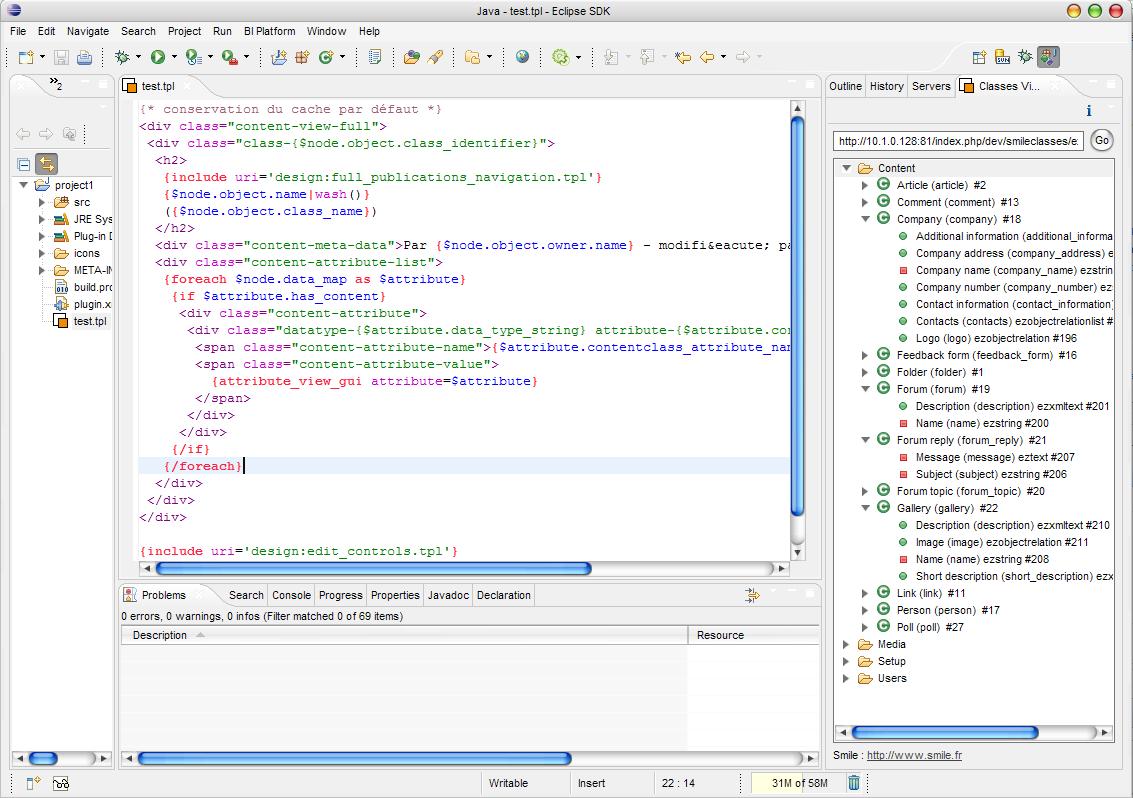 Java - test.tpl - Eclipse SDK
File Edit Navigate Search Project Run BI Platform Window Help
»2
project1
src
JRE Sys
Plug-in D
icons
META-IN
build.pro
plugin.x
test.tpl
test.tpl
{* conservation du cache par défaut *}
<div class="content-view-full">
<div class="class-{$node.object.class_identifier}">
<h2>
{include uri='design:full_publications_navigation.tpl'}
{$node.object.name|wash()}
({$node.object.class_name})
</h2>
<div class="content-meta-data">Par {$node.object.owner.name} - modifi&eacute; pa
<div class="content-attribute-list">
{foreach $node.data_map as $attribute}
{if $attribute.has_content}
<div class="content-attribute">
<div class="datatype-{$attribute.data_type_string} attribute-{$attribute.con
<span class="content-attribute-name">{$attribute.contentclass_attribute_nam
<span class="content-attribute-value">
{attribute_view_gui attribute=$attribute}
</span>
</div>
</div>
{/if}
{/foreach}
</div>
</div>
</div>
{include uri='design:edit_controls.tpl'}
Problems Search Console Progress Properties Javadoc Declaration
0 errors, 0 warnings, 0 infos (Filter matched 0 of 69 items)
Description Resource
Outline History Servers Classes Vi...
http://10.1.0.128:81/index.php/dev/smileclasses/e: Go
Content
Article (article) #2
Comment (comment) #13
Company (company) #18
Additional information (additional_informa
Company address (company_address) e
Company name (company_name) ezstrin
Company number (company_number) ez
Contact information (contact_information)
Contacts (contacts) ezobjectrelationlist #
Logo (logo) ezobjectrelation #196
Feedback form (feedback_form) #16
Folder (folder) #1
Forum (forum) #19
Description (description) ezxmltext #201
Name (name) ezstring #200
Forum reply (forum_reply) #21
Message (message) eztext #207
Subject (subject) ezstring #206
Forum topic (forum_topic) #20
Gallery (gallery) #22
Description (description) ezxmltext #210
Image (image) ezobjectrelation #211
Name (name) ezstring #208
Short description (short_description) ezx
Link (link) #11
Person (person) #17
Poll (poll) #27
Media
Setup
Users
Smile : http://www.smile.fr
Writable Insert 22 : 14 31M of 58M